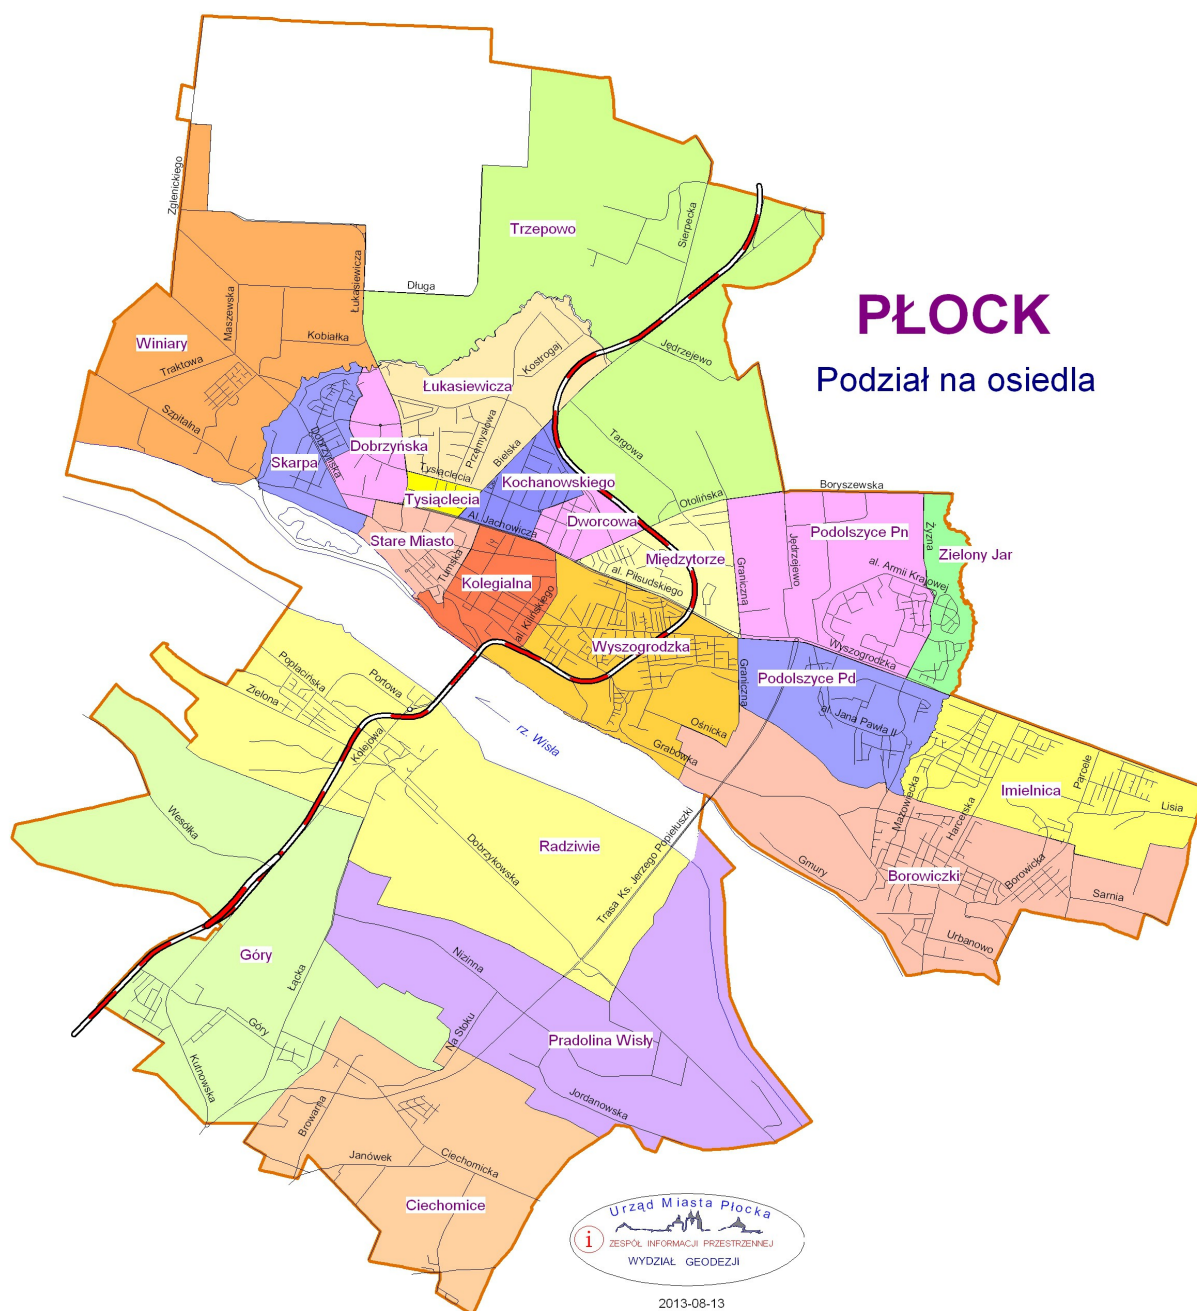 PŁOCK
Podział na osiedla
Zglenickiego
Trzepowo
Sierpecka
Łukasiewicza
Długa
Maszewska
Kobiałka
Winiary
Traktowa
Szpitalna
Kostrogaj
Jędrzejewo
Łukasiewicza
Przemysłowa
Bielska
Targowa
Dobrzyńska
Dobrzyńska
Skarpa
Tysiąclecia
Kochanowskiego
Tysiąclecia
Otolińska
Boryszewska
Al. Jachowicza
Dworcowa
Stare Miasto
Tumska
Międzytorze
Podolszyce Pn
Żyzna
Zielony Jar
Jędrzejewo
Graniczna
al. Armii Krajowej
al. Piłsudskiego
Kolegialna
al. Kilińskiego
Wyszogrodzka
Wyszogrodzka
Graniczna
Podolszyce Pd
Popłacińska
Zielona
Portowa
Kolejowa
rz. Wisła
Ośnicka
al. Jana Pawła II
Grabówka
Parcele
Imielnica
Lisia
Mazowiecka
Harcerska
Wesółka
Radziwie
Dobrzykowska
Trasa Ks. Jerzego Popiełuszki
Gmury
Borowiczki
Borowicka
Sarnia
Urbanowo
Góry
Łącka
Nizinna
Góry
Na Stoku
Pradolina Wisły
Kutnowska
Jordanowska
Browarna
Janówek
Ciechomicka
Ciechomice
Urząd Miasta Płocka
i
ZESPÓŁ INFORMACJI PRZESTRZENNEJ
WYDZIAŁ GEODEZJI
2013-08-13